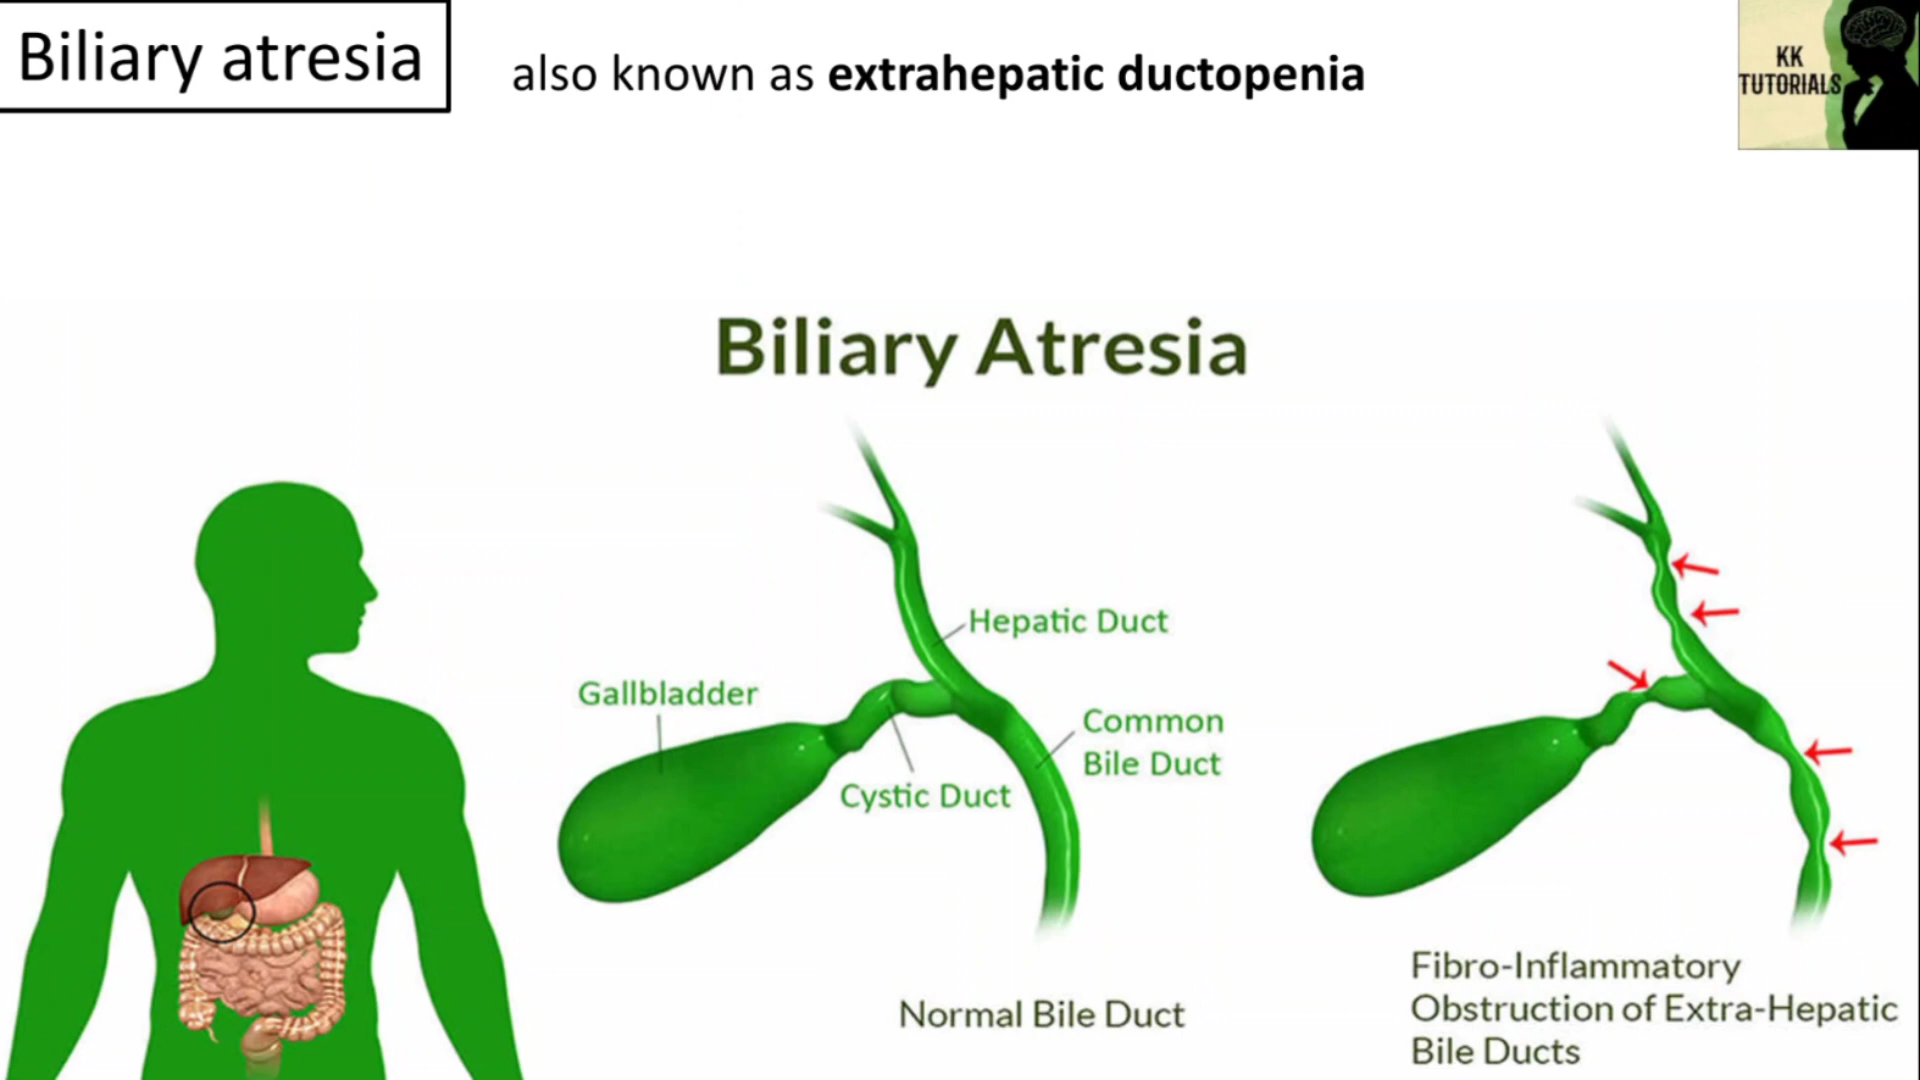 Biliary atresia
also known as extrahepatic ductopenia
KK
TUTORIALS
Biliary Atresia
Hepatic Duct
Gallbladder
Common
Bile Duct
Cystic Duct
Normal Bile Duct
Fibro-Inflammatory
Obstruction of Extra-Hepatic
Bile Ducts